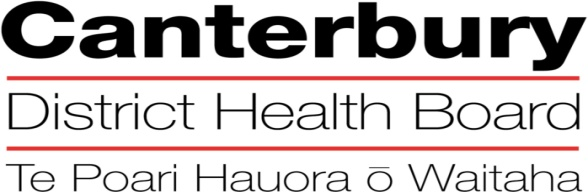 Canterbury
District Health Board
Te Poari Hauora ō Waitaha